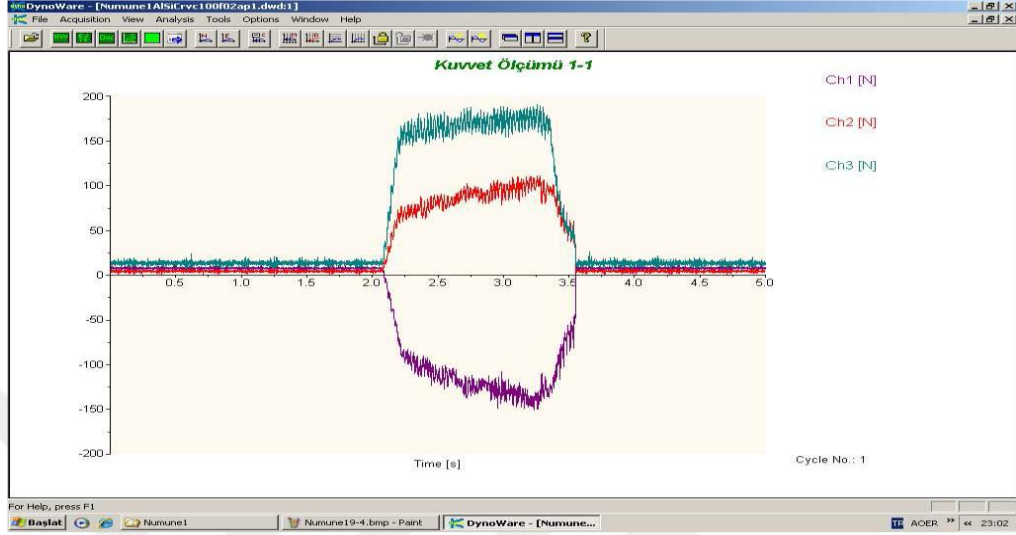 DynoWare - [Numune1AlSiCrvc100f02ap1.dwd:1]
File Acquisition View Analysis Tools Options Window Help
Kuvvet Ölçümü 1-1
Ch1 [N]
Ch2 [N]
Ch3 [N]
200
150
100
50
0
-50
-100
-150
-200
0.5 1.0 1.5 2.0 2.5 3.0 3.5 4.0 4.5 5.0
Time [s]
Cycle No.: 1
For Help, press F1
Başlat Numune1 Numune19-4.bmp - Paint DynoWare - [Numune... TR AOER 23:02